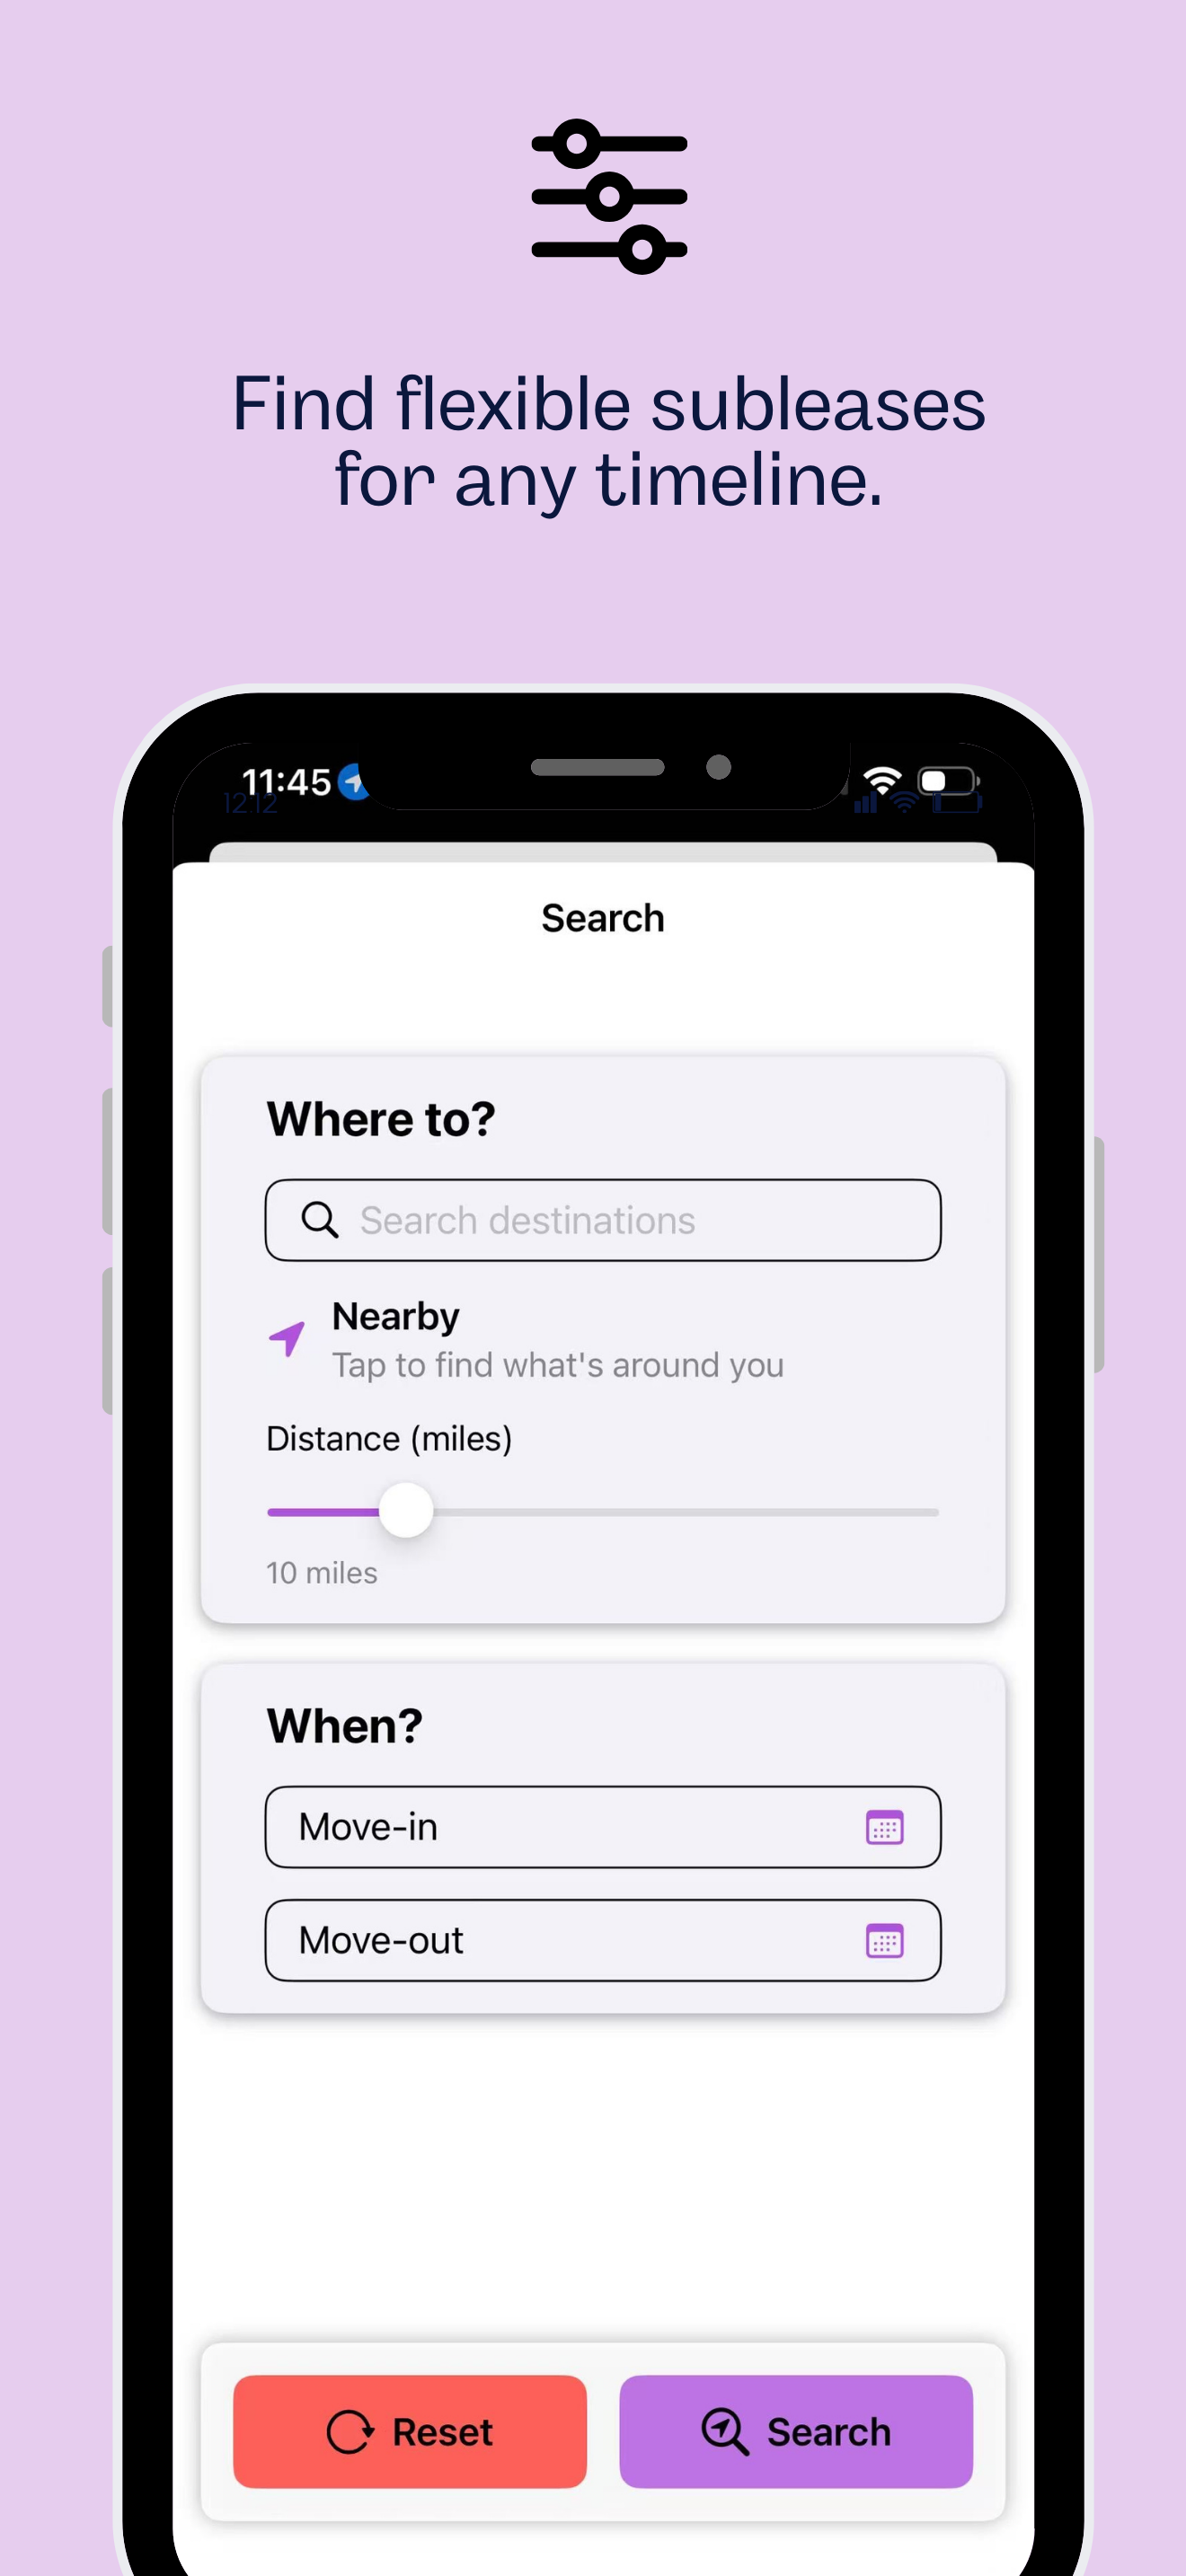 Find flexible subleases
for any timeline.
11:45
12:12
Search
Where to?
Search destinations
Nearby
Tap to find what's around you
Distance (miles)
10 miles
When?
Move-in
Move-out
Reset
Search